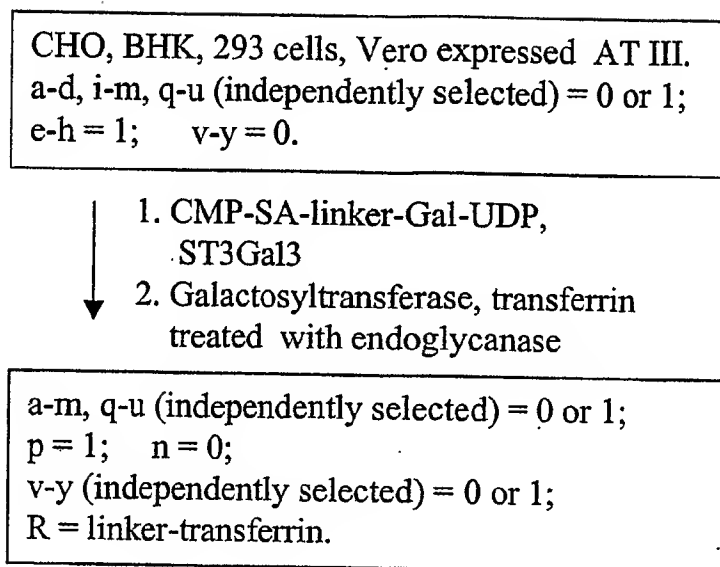 CHO, BHK, 293 cells, Vero expressed AT III.
a-d, i-m, q-u (independently selected) = 0 or 1;
e-h = 1; v-y = 0.
1. CMP-SA-linker-Gal-UDP,
ST3Gal3
2. Galactosyltransferase, transferrin
treated with endoglycanase
a-m, q-u (independently selected) = 0 or 1;
p = 1; n = 0;
v-y (independently selected) = 0 or 1;
R = linker-transferrin.